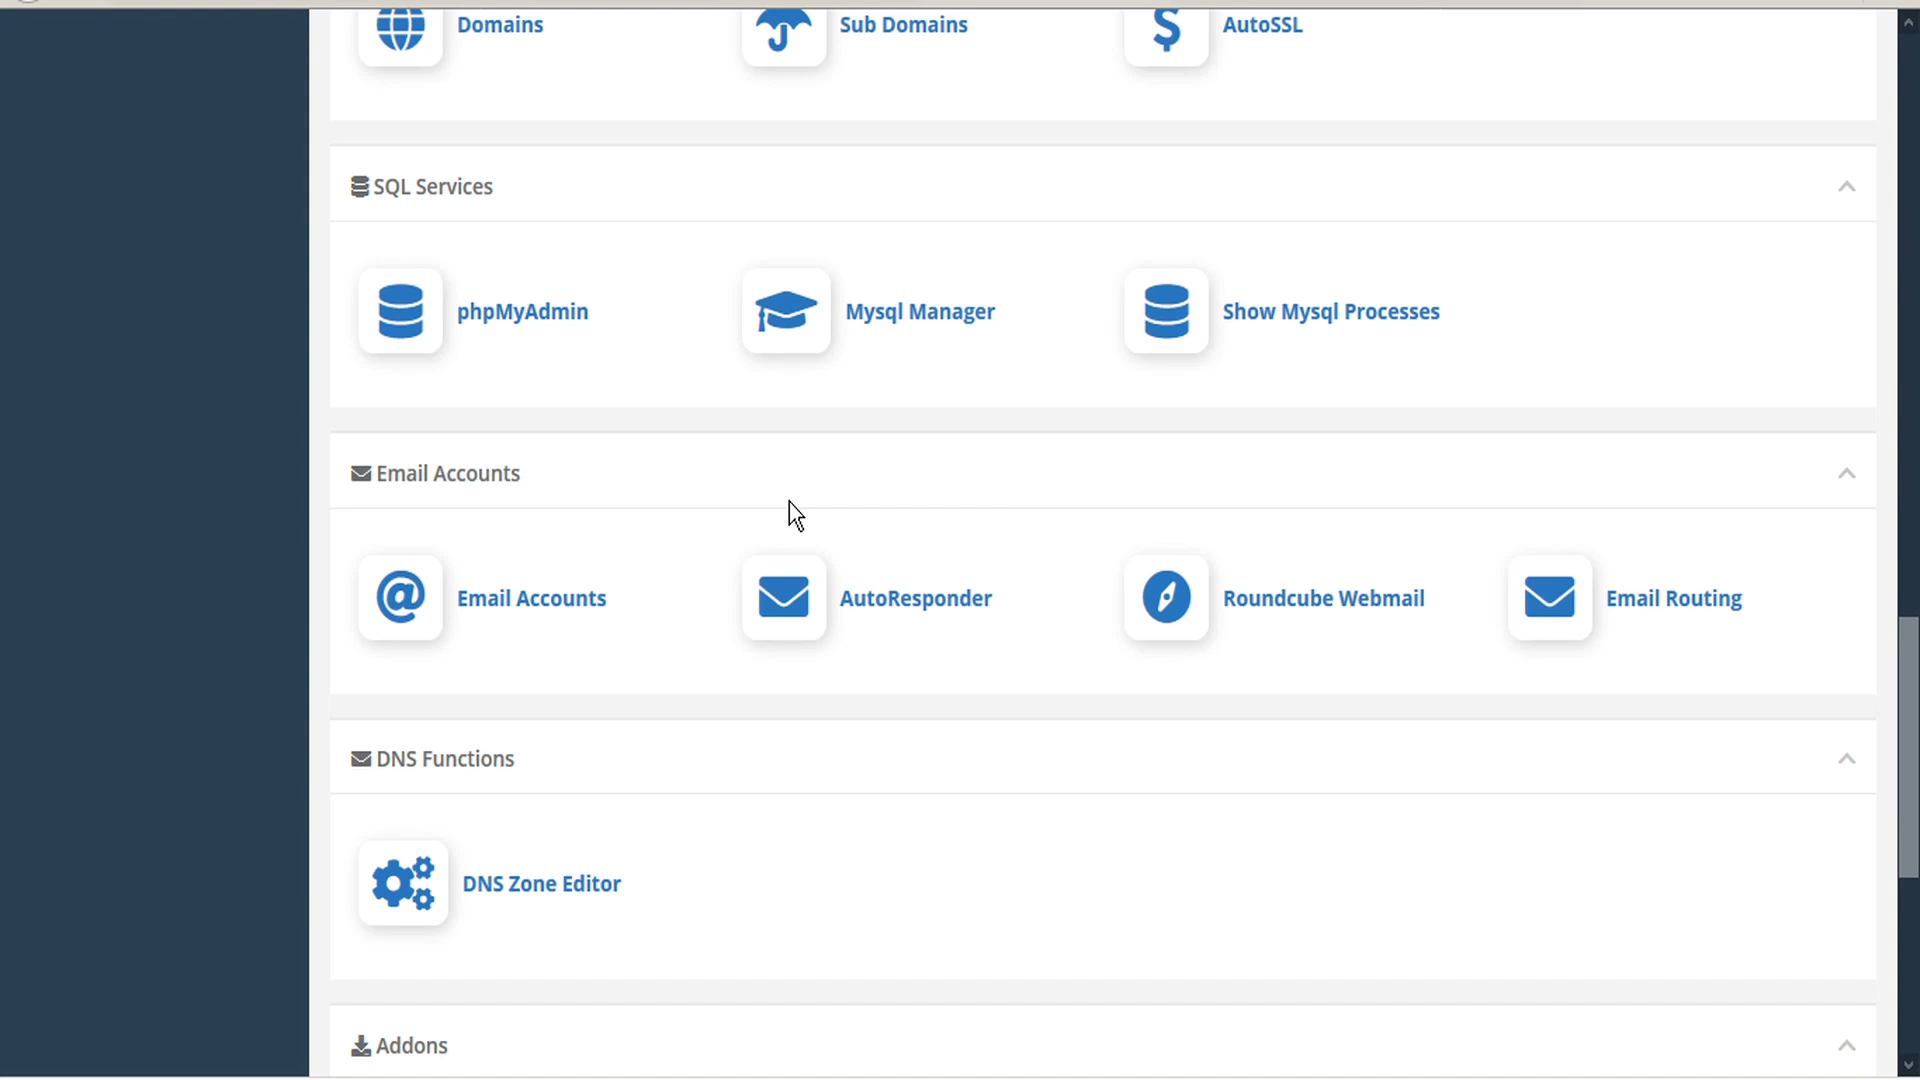 Domains
Sub Domains
AutoSSL
SQL Services
phpMyAdmin
Mysql Manager
Show Mysql Processes
Email Accounts
Email Accounts
AutoResponder
Roundcube Webmail
Email Routing
DNS Functions
DNS Zone Editor
Addons